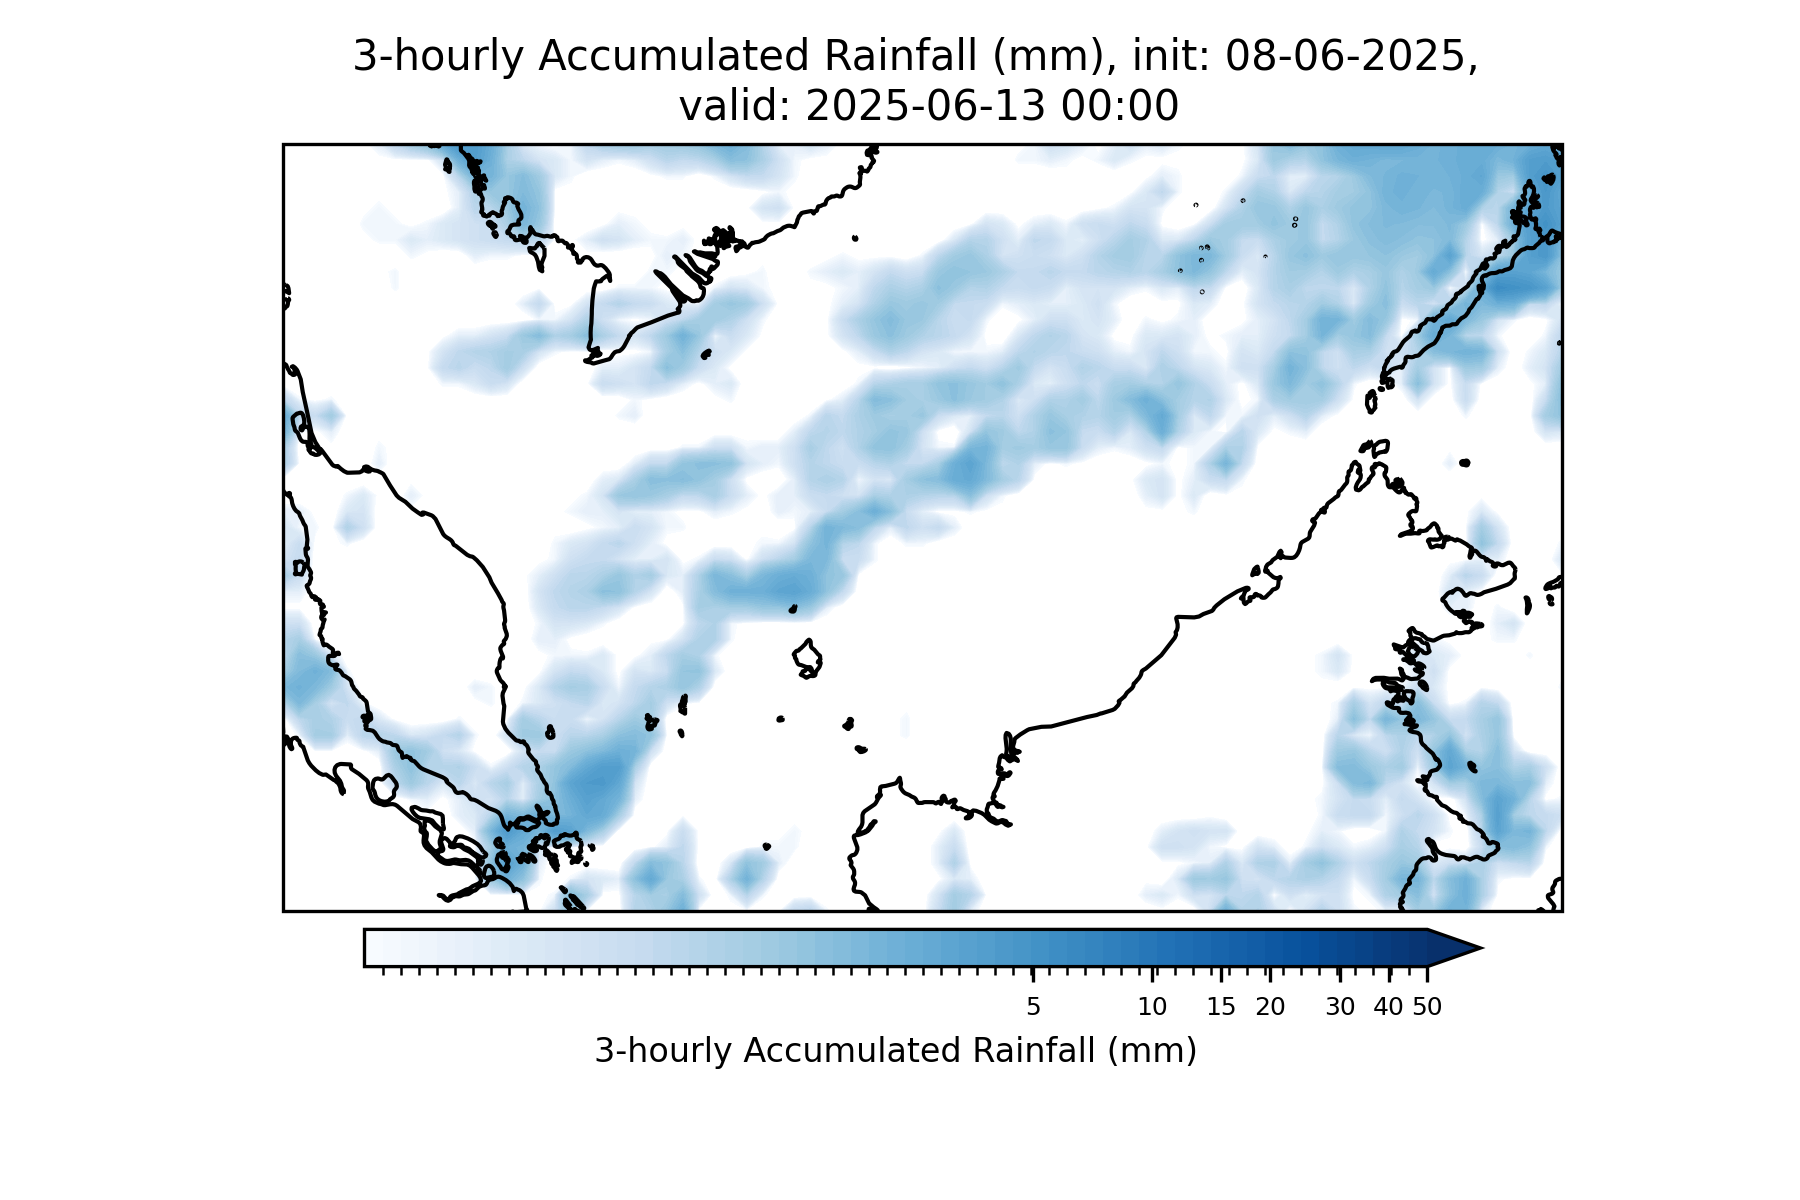 3-hourly Accumulated Rainfall (mm), init: 08-06-2025,
valid: 2025-06-13 00:00
5 10 15 20 30 40 50
3-hourly Accumulated Rainfall (mm)